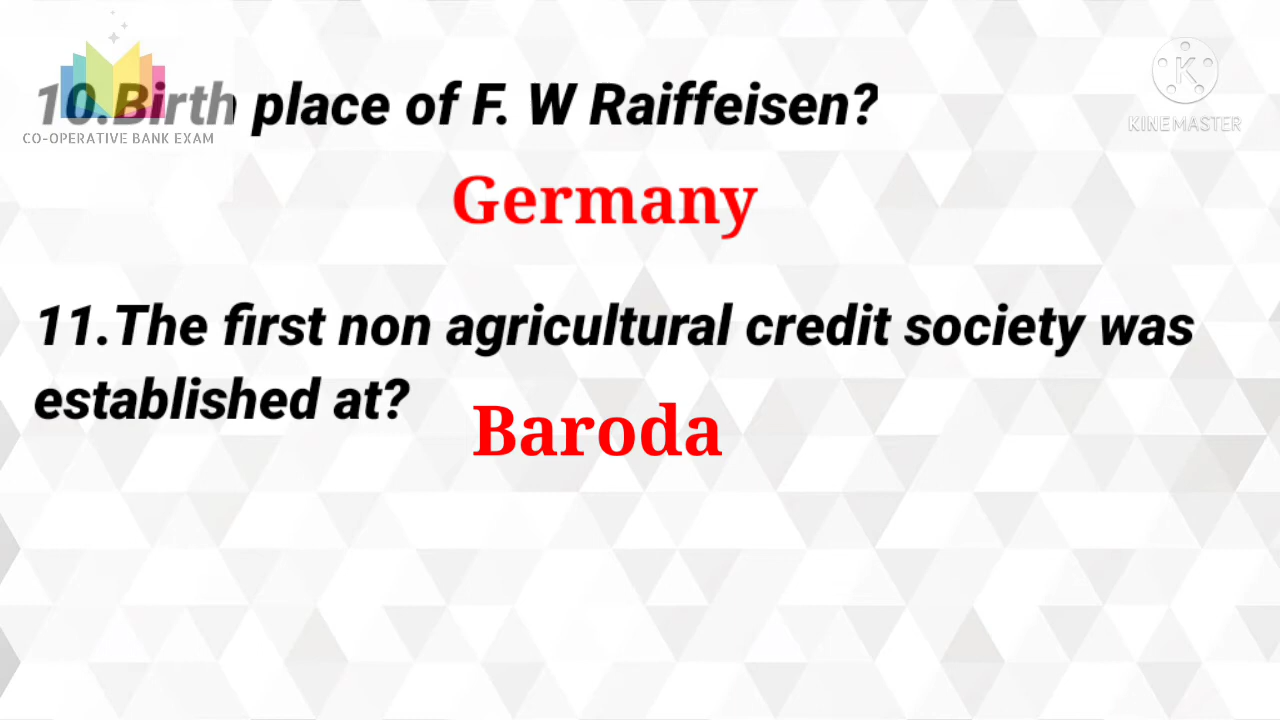 10.Birth place of F. W Raiffeisen?
CO-OPERATIVE BANK EXAM
KINEMASTER
Germany
11.The first non agricultural credit society was
established at?
Baroda